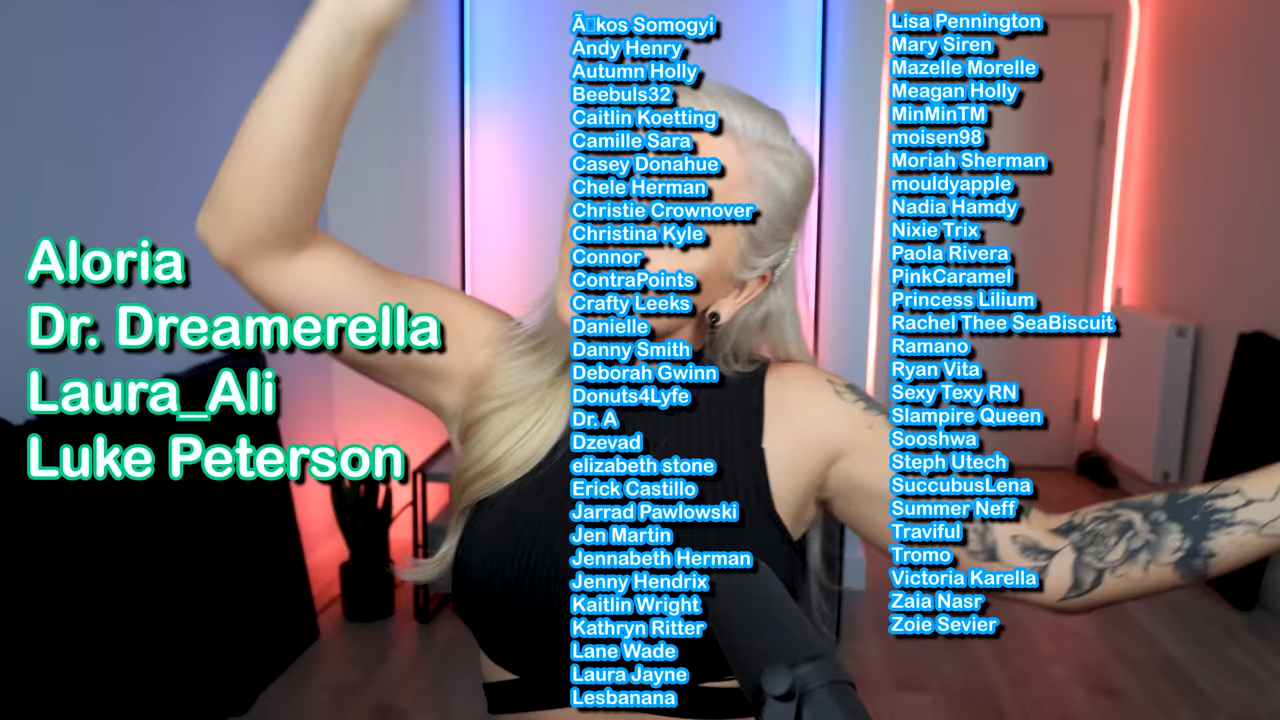 Aloria
Dr. Dreamerella
Laura_Ali
Luke Peterson
Ã▯kos Somogyi
Andy Henry
Autumn Holly
Beebuls32
Caitlin Koetting
Camille Sara
Casey Donahue
Chele Herman
Christie Crownover
Christina Kyle
Connor
ContraPoints
Crafty Leeks
Danielle
Danny Smith
Deborah Gwinn
Donuts4Lyfe
Dr. A
Dzevad
elizabeth stone
Erick Castillo
Jarrad Pawlowski
Jen Martin
Jennabeth Herman
Jenny Hendrix
Kaitlin Wright
Kathryn Ritter
Lane Wade
Laura Jayne
Lesbanana
Lisa Pennington
Mary Siren
Mazelle Morelle
Meagan Holly
MinMinTM
moisen98
Moriah Sherman
mouldyapple
Nadia Hamdy
Nixie Trix
Paola Rivera
PinkCaramel
Princess Lilium
Rachel Thee SeaBiscuit
Ramano
Ryan Vita
Sexy Texy RN
Slampire Queen
Sooshwa
Steph Utech
SuccubusLena
Summer Neff
Traviful
Tromo
Victoria Karella
Zaia Nasr
Zoie Sevier